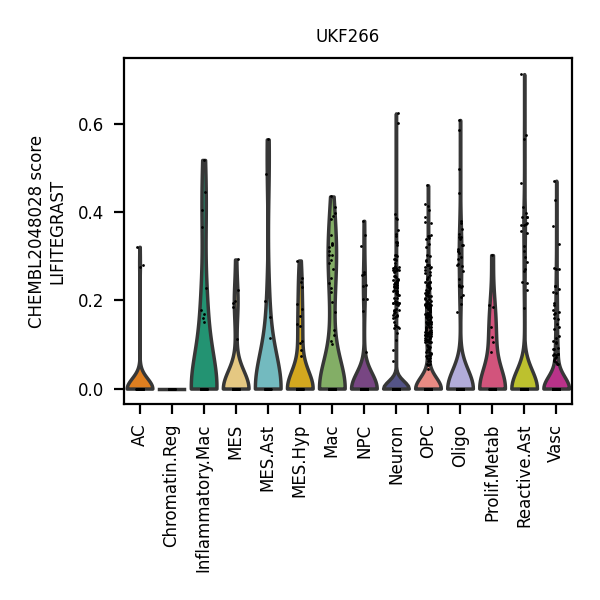 UKF266
CHEMBL2048028 score
LIFITEGRAST
0.6
0.4
0.2
0.0
AC
Chromatin.Reg
Inflammatory.Mac
MES
MES.Ast
MES.Hyp
Mac
NPC
Neuron
OPC
Oligo
Prolif.Metab
Reactive.Ast
Vasc